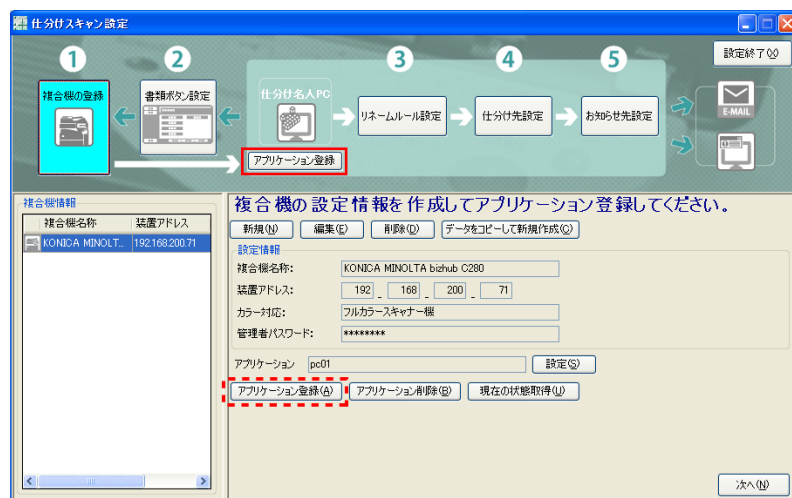 仕分けスキャン設定
1
2
3
4
5
設定終了(X)
複合機の登録
書類ボタン設定
仕分け名人PC
リネームルール設定
仕分け先設定
お知らせ先設定
E-MAIL
アプリケーション登録
複合機情報
複合機名称 装置アドレス
KONICA MINOLT... 192.168.200.71
複合機の設定情報を作成してアプリケーション登録してください。
新規(N) 編集(E) 削除(D) データをコピーして新規作成(C)
設定情報
複合機名称: KONICA MINOLTA bizhub C280
装置アドレス: 192 . 168 . 200 . 71
カラー対応: フルカラースキャナー機
管理者パスワード: ********
アプリケーション pc01 設定(S)
アプリケーション登録(A) アプリケーション削除(B) 現在の状態取得(U)
次へ(N)